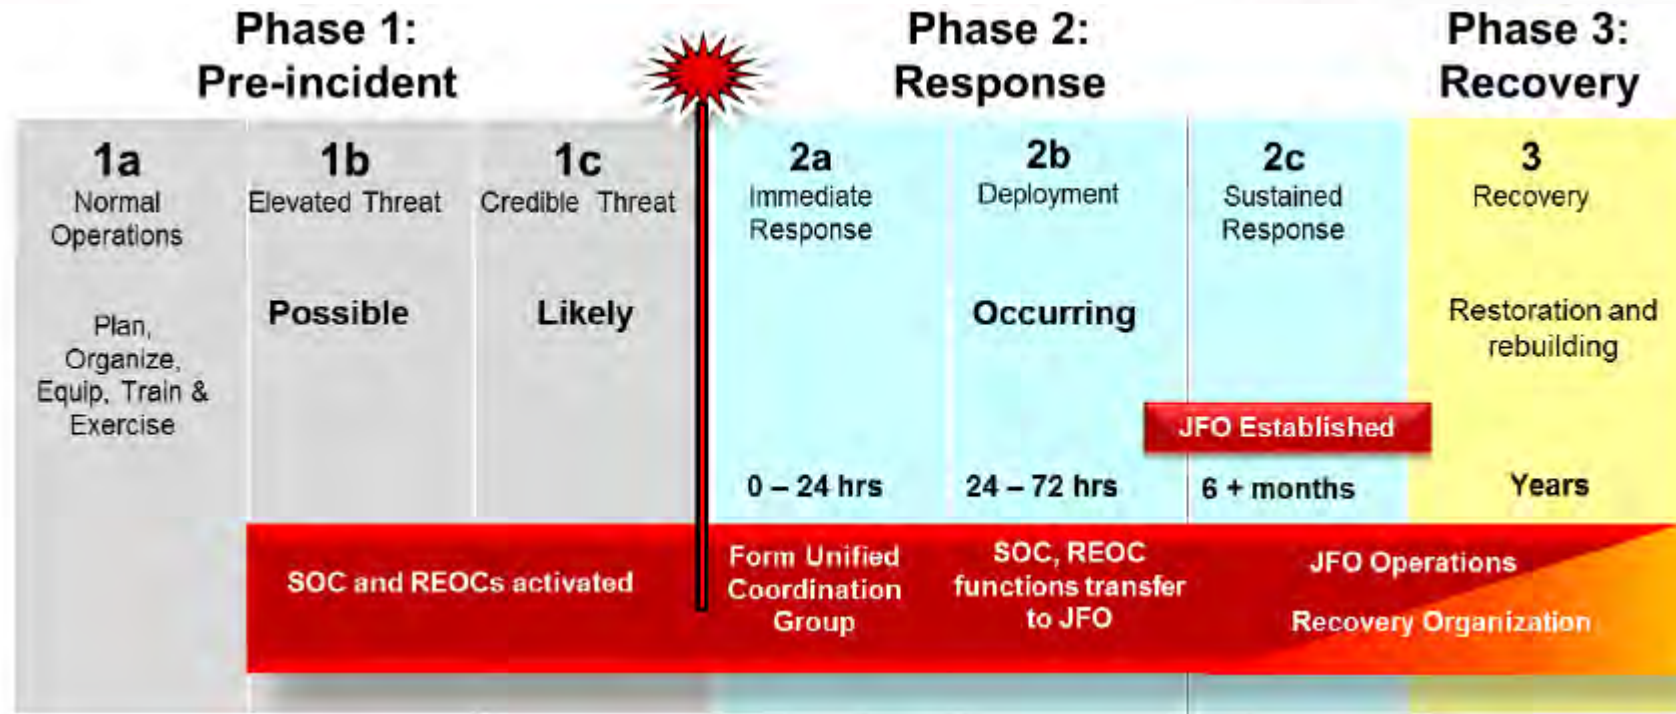 Phase 1:
Pre-incident
Phase 2:
Response
Phase 3:
Recovery
1a
Normal
Operations
Plan,
Organize,
Equip, Train &
Exercise
1b
Elevated Threat
Possible
1c
Credible Threat
Likely
2a
Immediate
Response
0 – 24 hrs
2b
Deployment
Occurring
24 – 72 hrs
2c
Sustained
Response
JFO Established
6 + months
3
Recovery
Restoration and
rebuilding
Years
SOC and REOCs activated
Form Unified
Coordination
Group
SOC, REOC
functions transfer
to JFO
JFO Operations
Recovery Organization